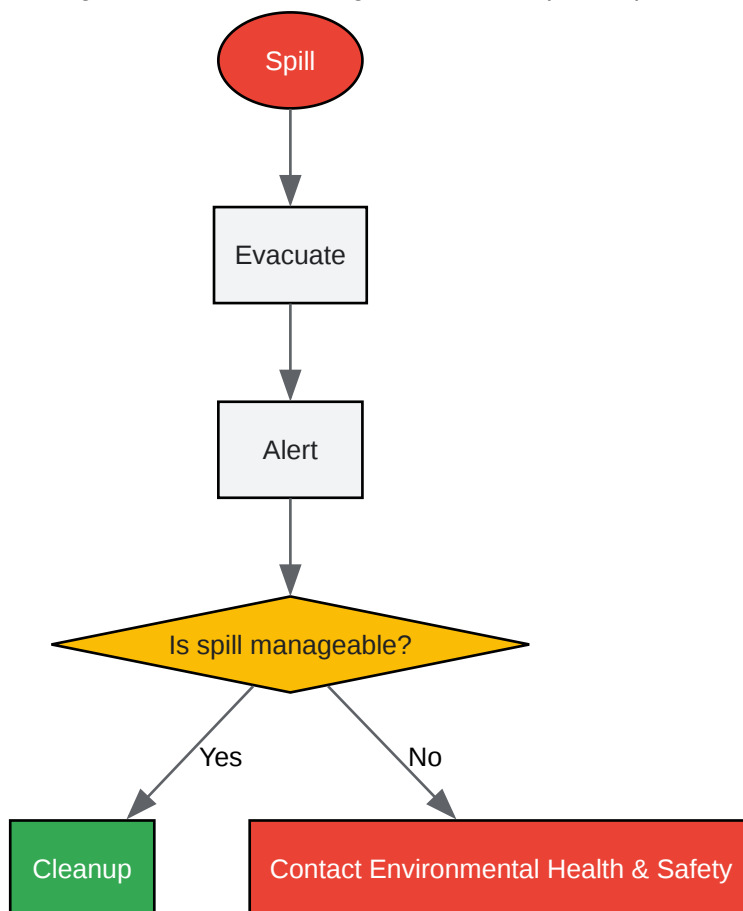 Spill
Evacuate
Alert
Is spill manageable?
Yes
No
Cleanup
Contact Environmental Health & Safety